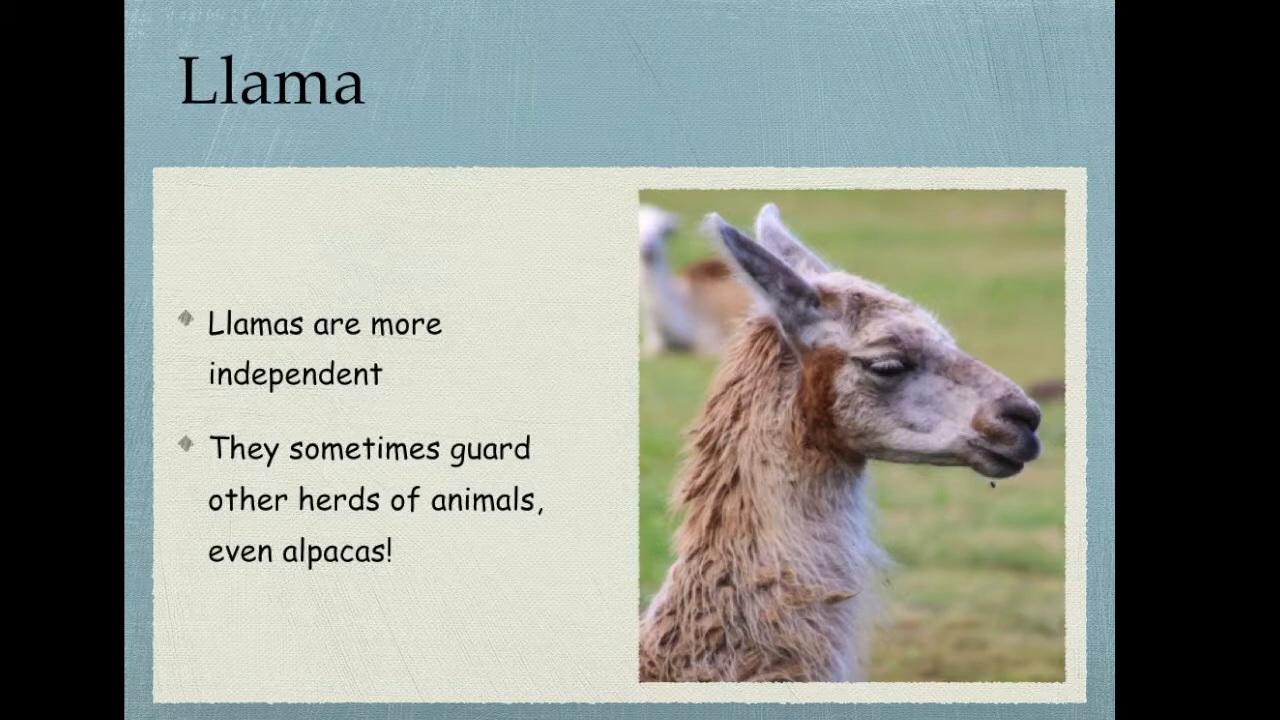 Llama
Llamas are more
independent
They sometimes guard
other herds of animals,
even alpacas!